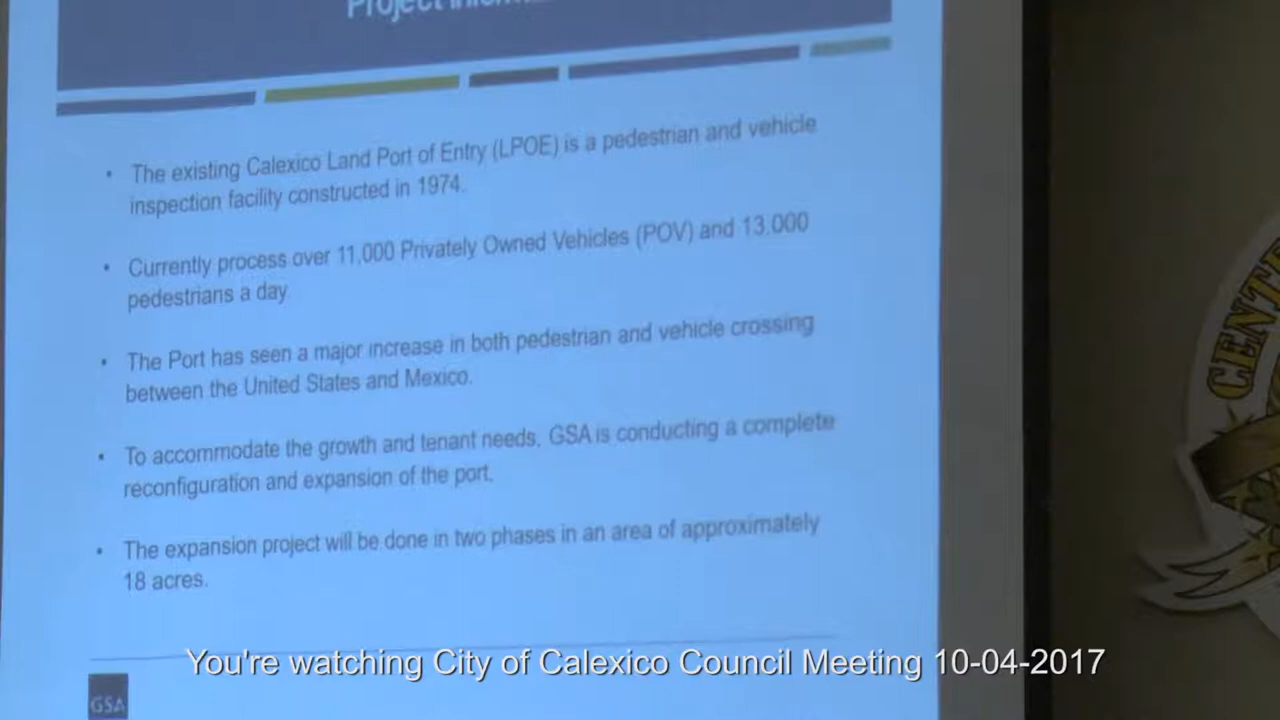 Project
• The existing Calexico Land Port of Entry (LPOE) is a pedestrian and vehicle
inspection facility constructed in 1974.
• Currently process over 11,000 Privately Owned Vehicles (POV) and 13,000
pedestrians a day
• The Port has seen a major increase in both pedestrian and vehicle crossing
between the United States and Mexico.
• To accommodate the growth and tenant needs, GSA is conducting a complete
reconfiguration and expansion of the port.
• The expansion project will be done in two phases in an area of approximately
18 acres.
You're watching City of Calexico Council Meeting 10-04-2017
GSA
CENTE